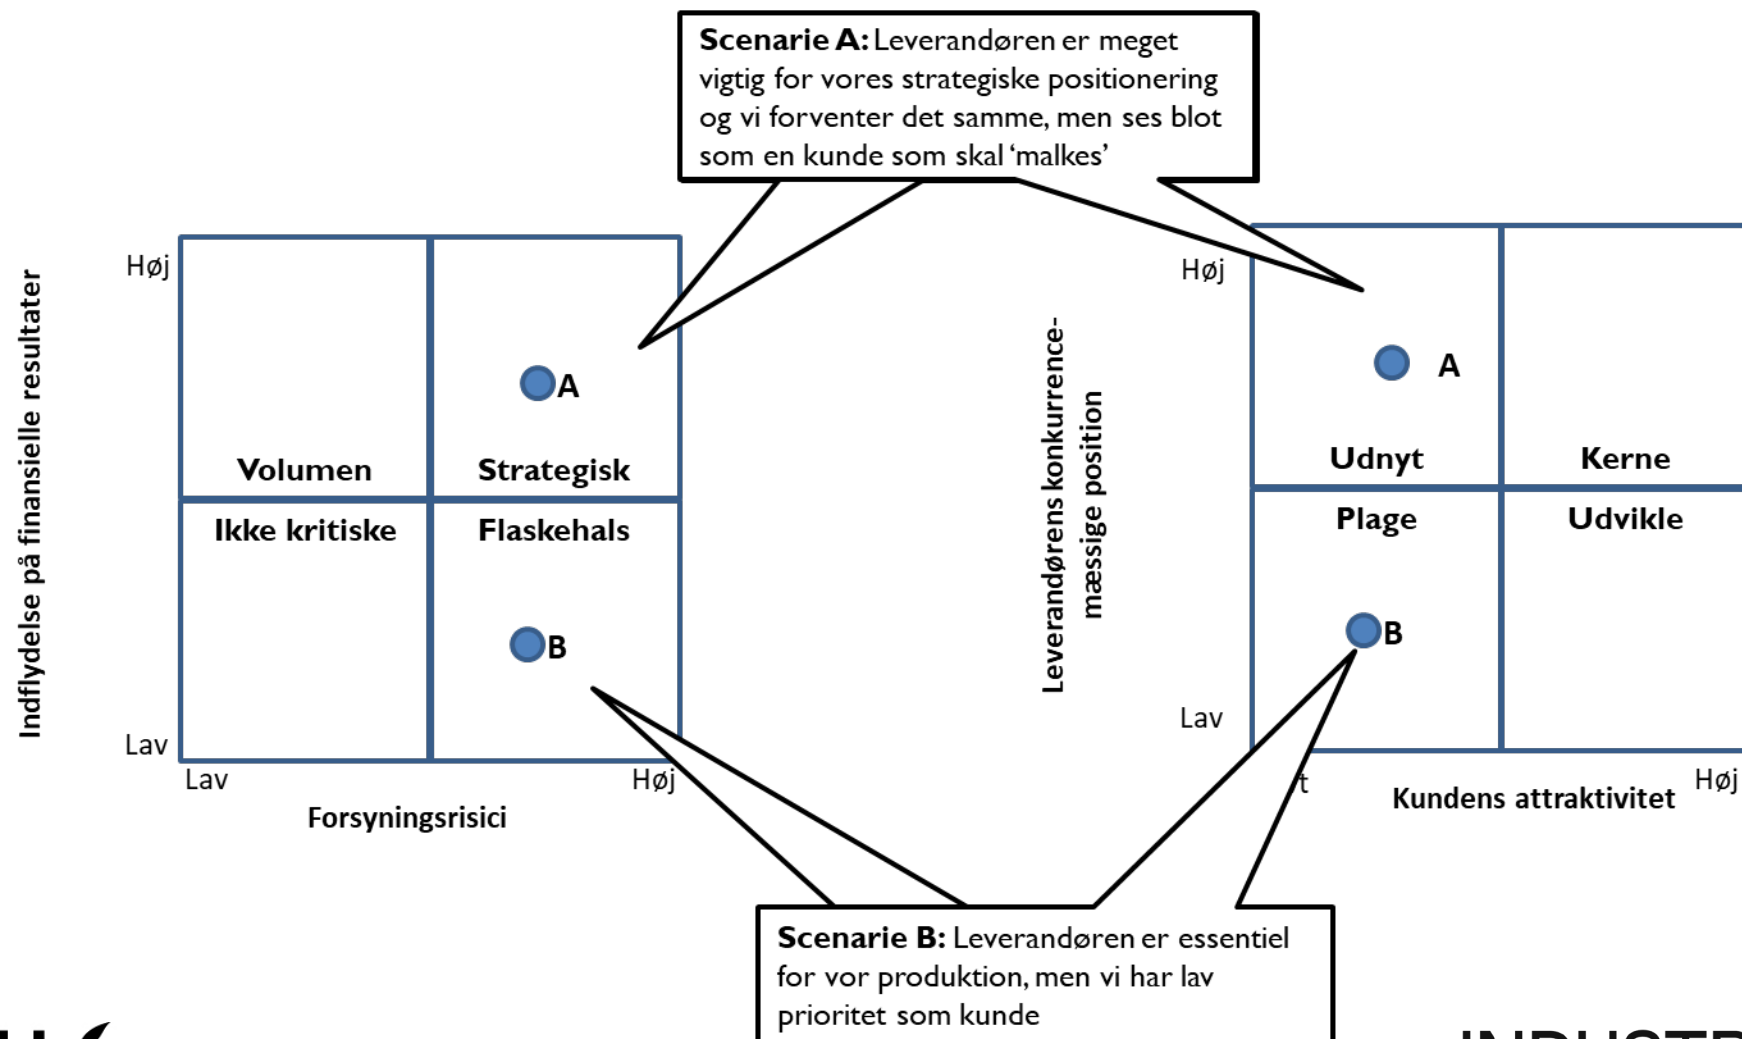 Scenarie A: Leverandøren er meget
vigtig for vores strategiske positionering
og vi forventer det samme, men ses blot
som en kunde som skal 'malkes'
Indflydelse på finansielle resultater
Høj
Volumen
Strategisk
A
Ikke kritiske
Flaskehals
B
Lav
Lav
Høj
Forsyningsrisici
Leverandørens konkurrence-
mæssige position
Høj
A
Udnyt
Kerne
Plage
Udvikle
B
Lav
t
Høj
Kundens attraktivitet
Scenarie B: Leverandøren er essentiel
for vor produktion, men vi har lav
prioritet som kunde